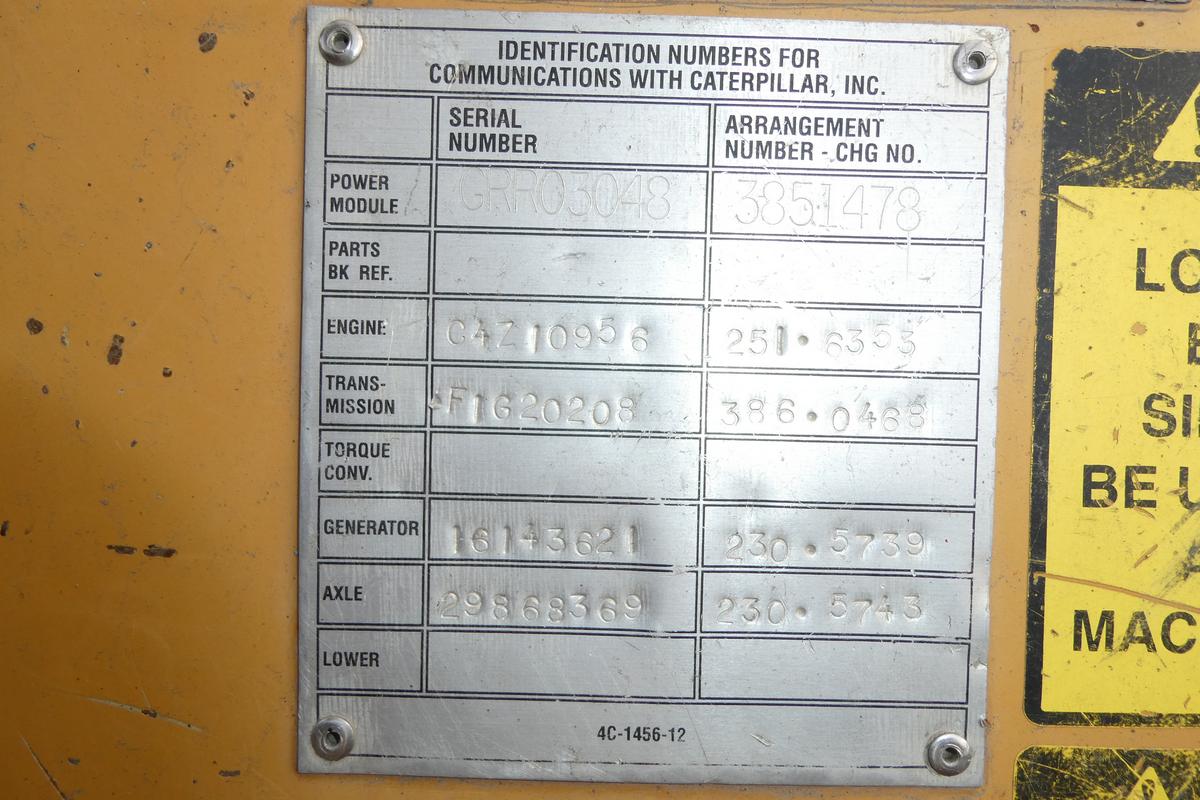 IDENTIFICATION NUMBERS FOR
COMMUNICATIONS WITH CATERPILLAR, INC.
SERIAL
NUMBER
ARRANGEMENT
NUMBER - CHG NO.
POWER
MODULE
GRR03048
3851478
PARTS
BK REF.
ENGINE
C4Z10956
251•6353
TRANS-
MISSION
F1G20208
386•0468
TORQUE
CONV.
GENERATOR
16143621
230•5739
AXLE
29868369
230•5743
LOWER
4C-1456-12
BE
MAC